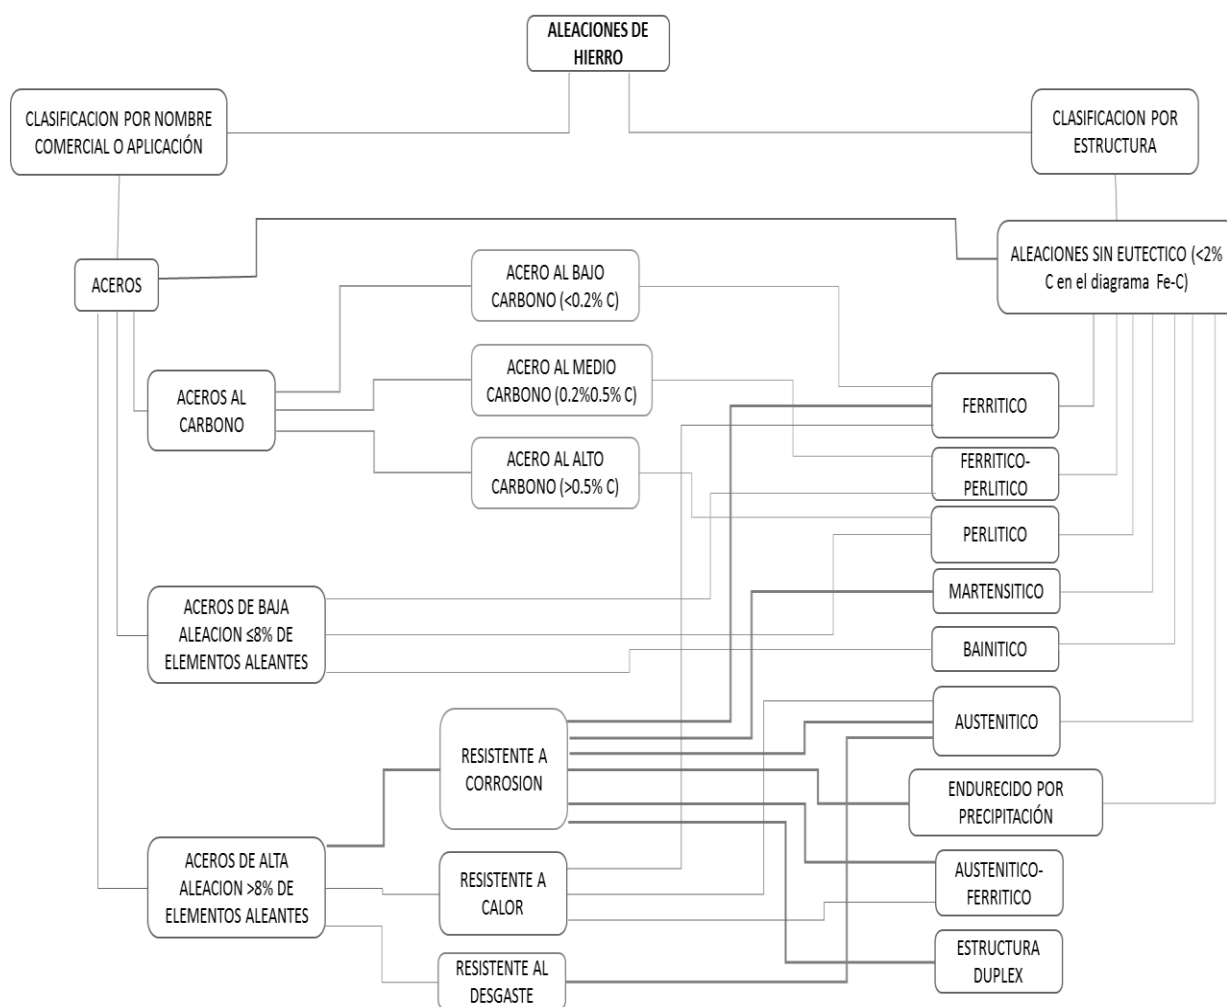 ALEACIONES DE
HIERRO
CLASIFICACION POR NOMBRE
COMERCIAL O APLICACIÓN
CLASIFICACION POR
ESTRUCTURA
ACEROS
ALEACIONES SIN EUTECTICO (<2%
C en el diagrama Fe-C)
ACERO AL BAJO
CARBONO (<0.2% C)
ACERO AL MEDIO
CARBONO (0.2%0.5% C)
ACERO AL ALTO
CARBONO (>0.5% C)
ACEROS AL
CARBONO
FERRITICO
FERRITICO-
PERLITICO
PERLITICO
MARTENSITICO
BAINITICO
AUSTENITICO
ENDURECIDO POR
PRECIPITACIÓN
AUSTENITICO-
FERRITICO
ESTRUCTURA
DUPLEX
ACEROS DE BAJA
ALEACION ≤8% DE
ELEMENTOS ALEANTES
RESISTENTE A
CORROSION
ACEROS DE ALTA
ALEACION >8% DE
ELEMENTOS ALEANTES
RESISTENTE A
CALOR
RESISTENTE AL
DESGASTE